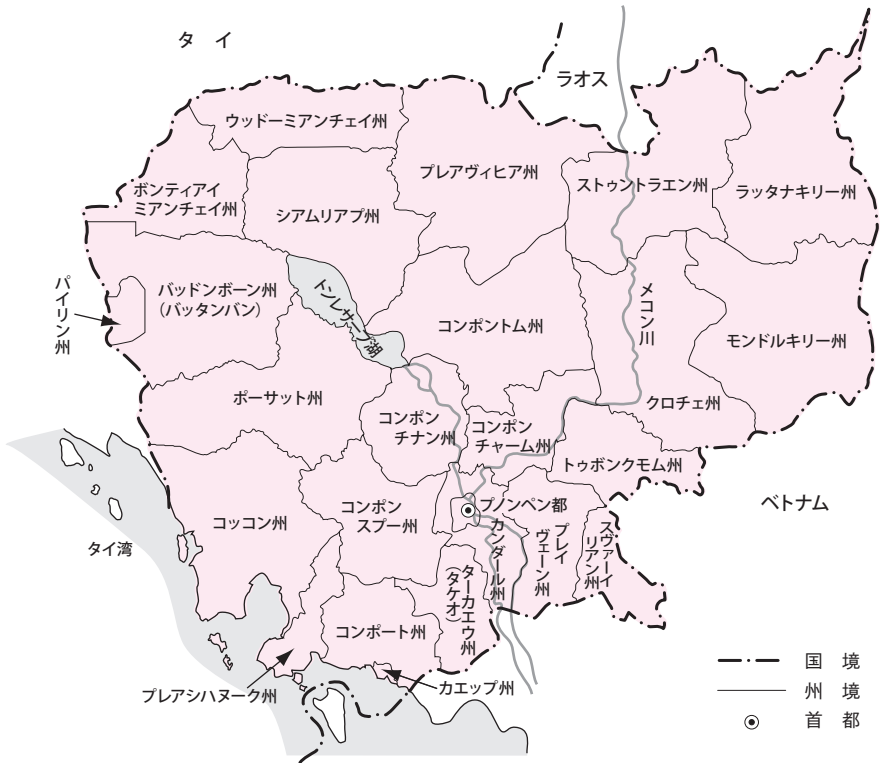 タイ
ラオス
ウッドーミアンチェイ州
プレアヴィヒア州
ストゥントラエン州
ラッタナキリー州
ボンティアイ
ミアンチェイ州
シアムリアプ州
パイリン州
バッドンボーン州
(バッタンバン)
トンレサープ湖
コンポントム州
メコン川
モンドルキリー州
ポーサット州
コンポン
チナン州
コンポン
チャーム州
クロチェ州
トゥボンクモム州
ベトナム
コッコン州
コンポン
スプー州
プノンペン都
カンダール州
プレイ
ヴェーン州
スヴァーイ
リアン州
タイ湾
ターカエウ州
(タケオ)
コンポート州
プレアシハヌーク州
カエップ州
国境
州境
首都